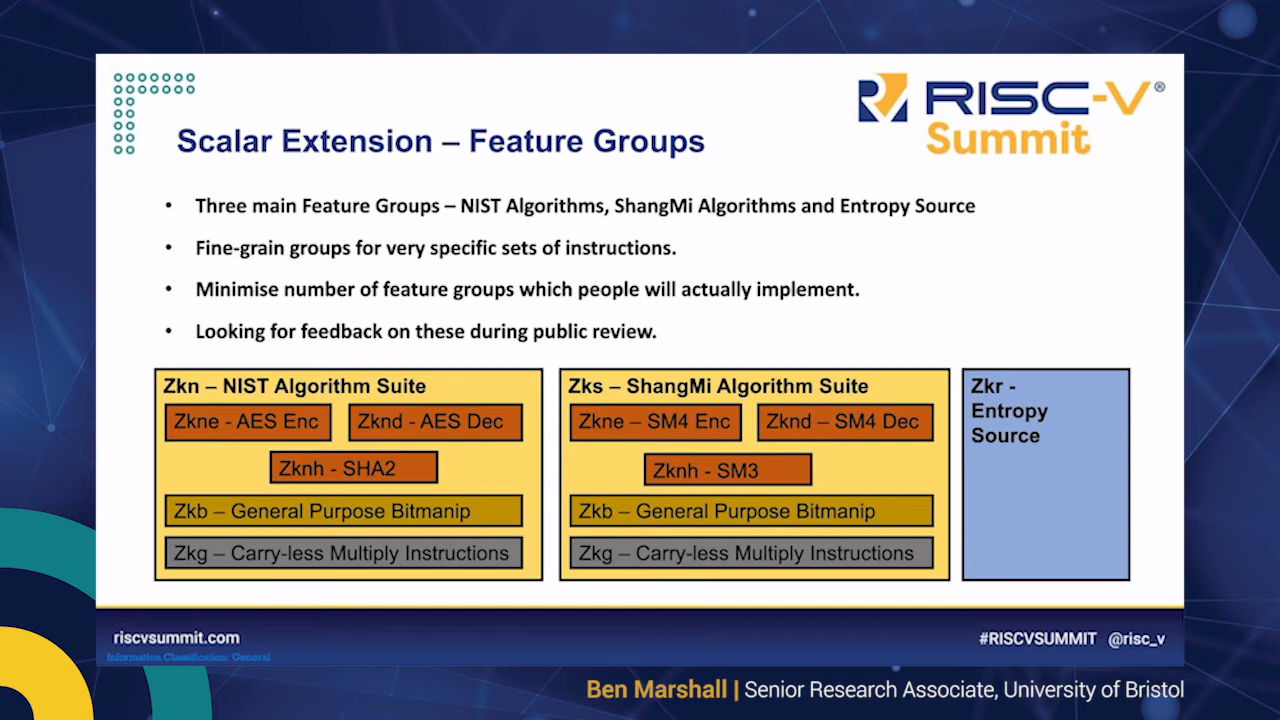 RISC-V®
Summit
Scalar Extension – Feature Groups
• Three main Feature Groups – NIST Algorithms, ShangMi Algorithms and Entropy Source
• Fine-grain groups for very specific sets of instructions.
• Minimise number of feature groups which people will actually implement.
• Looking for feedback on these during public review.
Zkn – NIST Algorithm Suite
Zkne - AES Enc
Zknd - AES Dec
Zknh - SHA2
Zkb – General Purpose Bitmanip
Zkg – Carry-less Multiply Instructions
Zks – ShangMi Algorithm Suite
Zkne – SM4 Enc
Zknd – SM4 Dec
Zknh - SM3
Zkb – General Purpose Bitmanip
Zkg – Carry-less Multiply Instructions
Zkr -
Entropy
Source
riscvsummit.com
#RISCVSUMMIT @risc_v
Information Classification: General
Ben Marshall | Senior Research Associate, University of Bristol